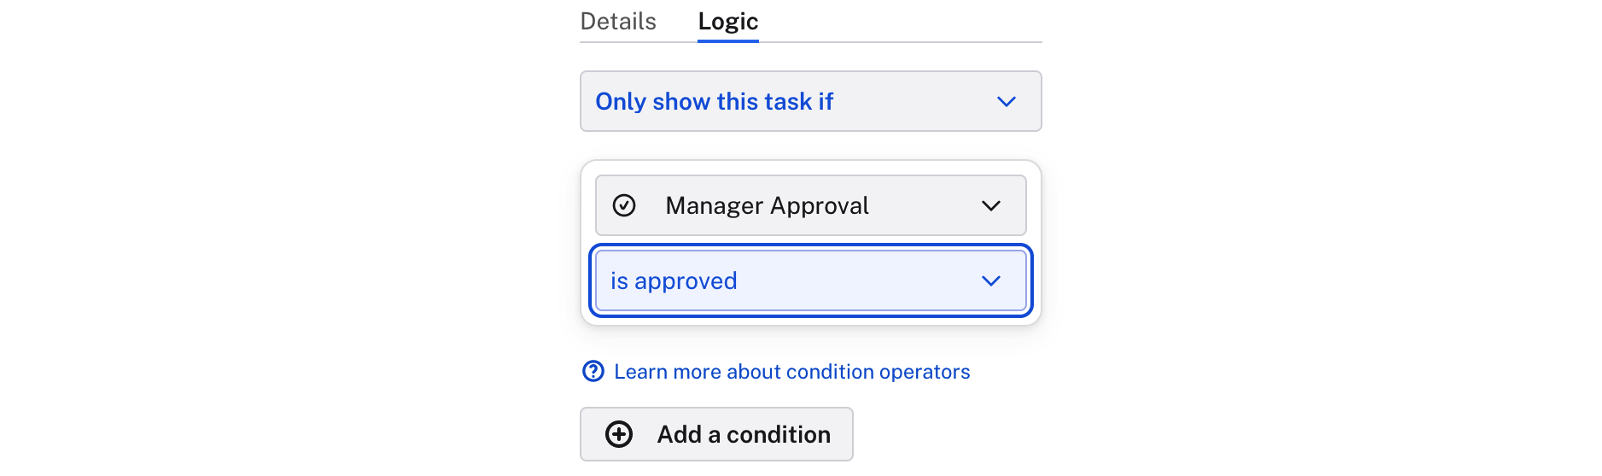 Details Logic
Only show this task if
Manager Approval
is approved
Learn more about condition operators
Add a condition